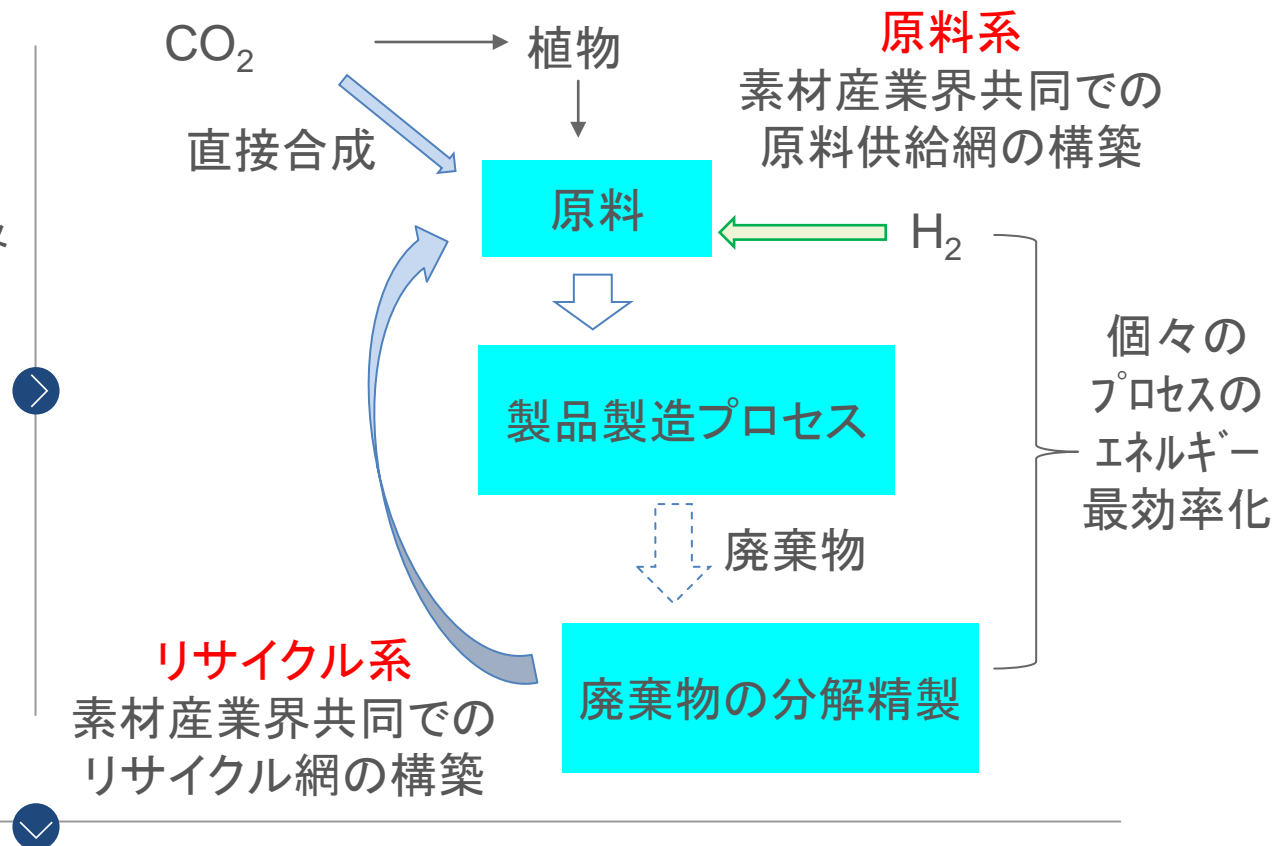 CO₂
植物
直接合成
原料系
素材産業界共同での
原料供給網の構築
原料
H₂
製品製造プロセス
個々の
プロセスの
エネルギー
最効率化
廃棄物
廃棄物の分解精製
リサイクル系
素材産業界共同での
リサイクル網の構築